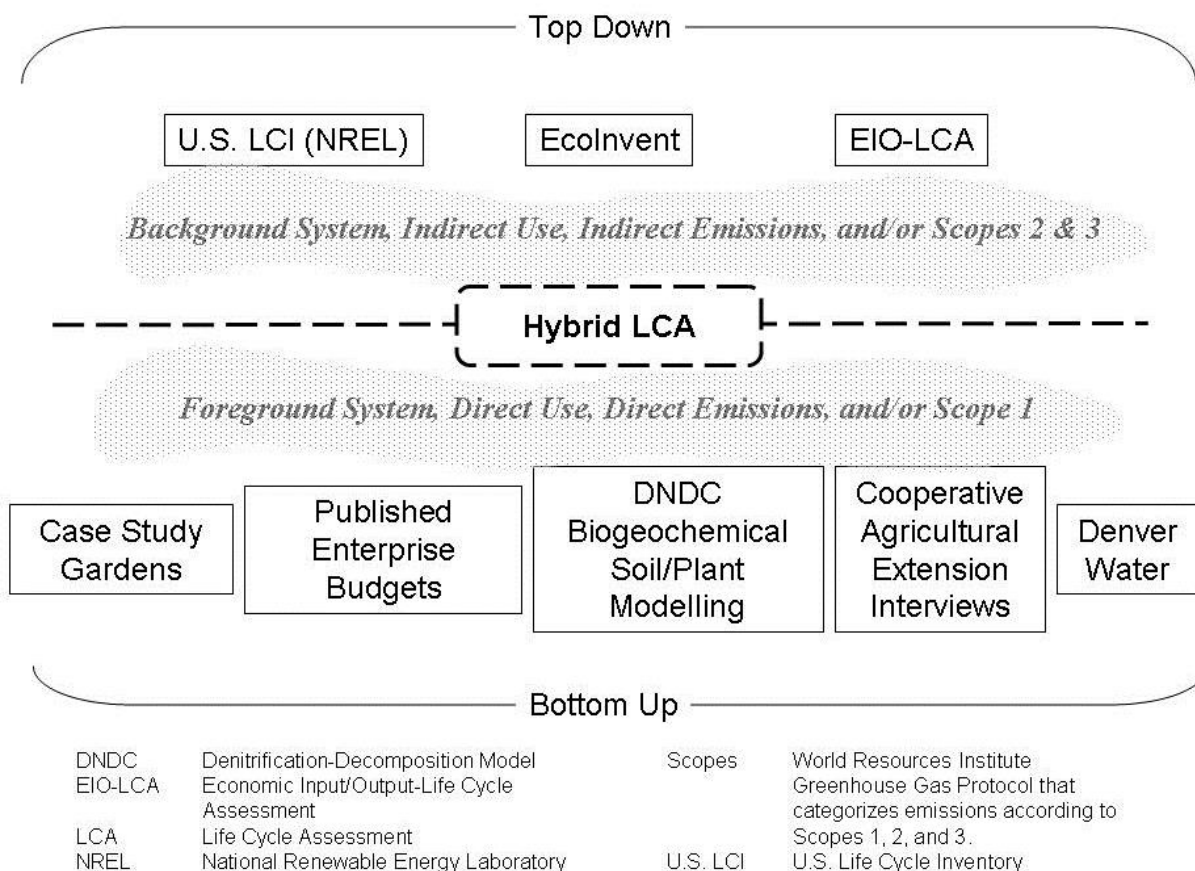 Top Down
U.S. LCI (NREL)
EcoInvent
EIO-LCA
Background System, Indirect Use, Indirect Emissions, and/or Scopes 2 & 3
Hybrid LCA
Foreground System, Direct Use, Direct Emissions, and/or Scope 1
Case Study
Gardens
Published
Enterprise
Budgets
DNDC
Biogeochemical
Soil/Plant
Modelling
Cooperative
Agricultural
Extension
Interviews
Denver
Water
Bottom Up
DNDC Denitrification-Decomposition Model
EIO-LCA Economic Input/Output-Life Cycle
Assessment
LCA Life Cycle Assessment
NREL National Renewable Energy Laboratory
Scopes World Resources Institute
Greenhouse Gas Protocol that
categorizes emissions according to
Scopes 1, 2, and 3.
U.S. LCI U.S. Life Cycle Inventory